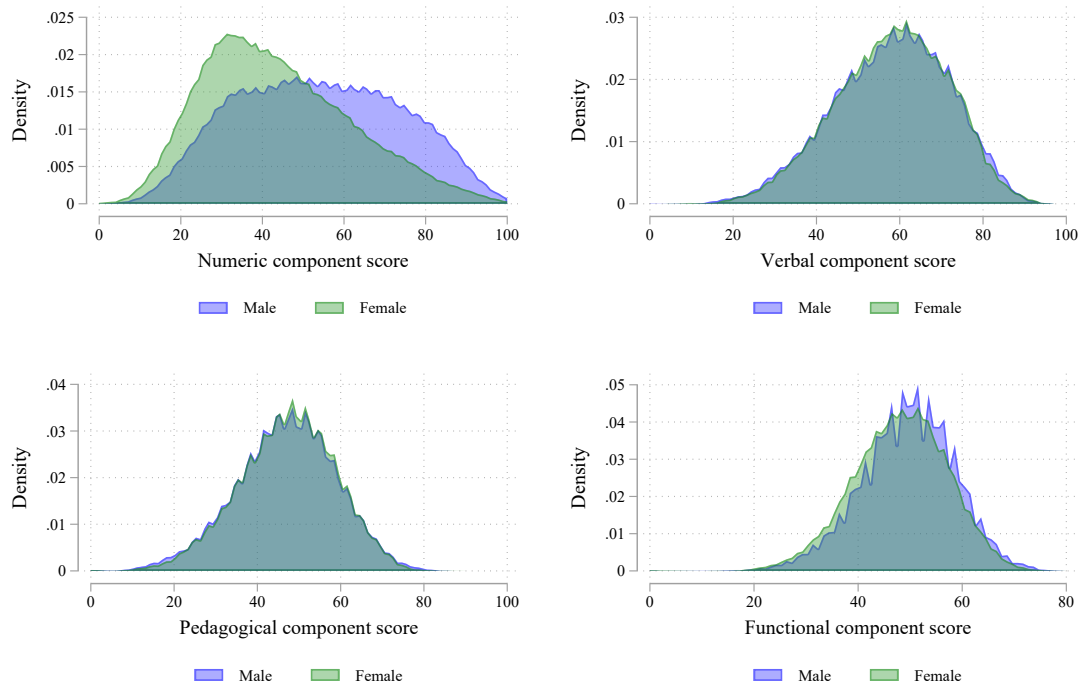 .025
.02
.015
.01
.005
0
Density
0 20 40 60 80 100
Numeric component score
Male Female
.03
.02
.01
0
Density
0 20 40 60 80 100
Verbal component score
Male Female
.04
.03
.02
.01
0
Density
0 20 40 60 80 100
Pedagogical component score
Male Female
.05
.04
.03
.02
.01
0
Density
0 20 40 60 80
Functional component score
Male Female